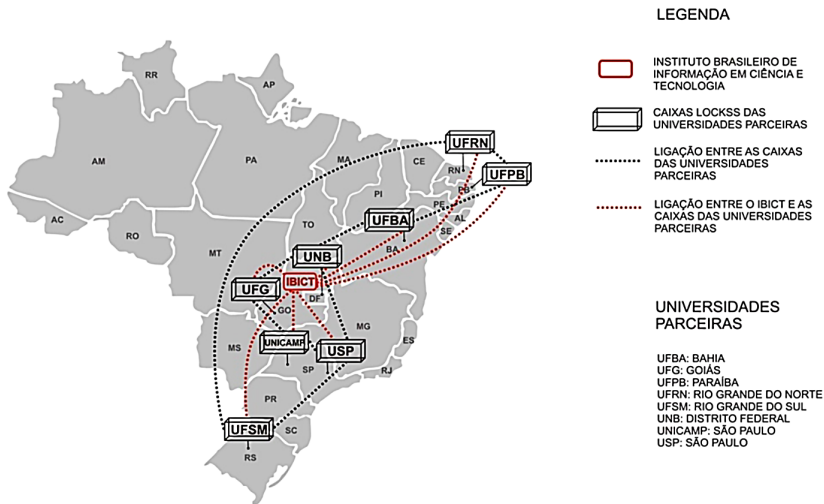 LEGENDA
INSTITUTO BRASILEIRO DE
INFORMAÇÃO EM CIÊNCIA E
TECNOLOGIA
CAIXAS LOCKSS DAS
UNIVERSIDADES PARCEIRAS
LIGAÇÃO ENTRE AS CAIXAS
DAS UNIVERSIDADES
PARCEIRAS
LIGAÇÃO ENTRE O IBICT E AS
CAIXAS DAS UNIVERSIDADES
PARCEIRAS
RR
AP
AM
PA
MA
CE
UFRN
RN
UFPB
PB
PI
PE
AL
SE
AC
RO
TO
UFBA
BA
MT
UNB
UFG
IBICT
DF
GO
MG
ES
UNICAMP
USP
MS
SP
RJ
PR
UFSM
SC
RS
UNIVERSIDADES
PARCEIRAS
UFBA: BAHIA
UFG: GOIÁS
UFPB: PARAÍBA
UFRN: RIO GRANDE DO NORTE
UFSM: RIO GRANDE DO SUL
UNB: DISTRITO FEDERAL
UNICAMP: SÃO PAULO
USP: SÃO PAULO